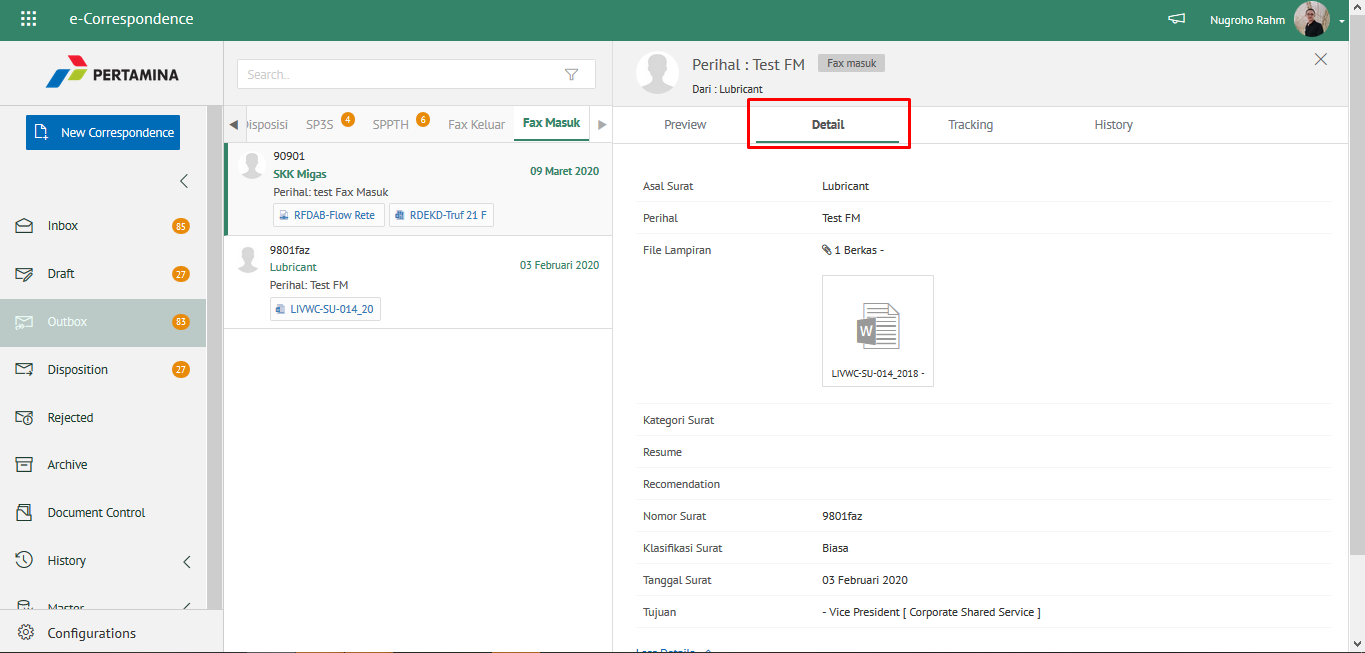 e-Correspondence
Nugroho Rahm
PERTAMINA
New Correspondence
Inbox 85
Draft 27
Outbox 83
Disposition 27
Rejected
Archive
Document Control
History
Master
Configurations
Search..
isposisi SP3S 4 SPPTH 6 Fax Keluar Fax Masuk
90901
SKK Migas 09 Maret 2020
Perihal: test Fax Masuk
RFDAB-Flow Rete RDEKD-Truf 21 F
9801faz
Lubricant 03 Februari 2020
Perihal: Test FM
LIVWC-SU-014_20
Perihal : Test FM Fax masuk
Dari : Lubricant
Preview Detail Tracking History
Asal Surat Lubricant
Perihal Test FM
File Lampiran 1 Berkas -
W
LIVWC-SU-014_2018 -
Kategori Surat
Resume
Recomendation
Nomor Surat 9801faz
Klasifikasi Surat Biasa
Tanggal Surat 03 Februari 2020
Tujuan - Vice President [ Corporate Shared Service ]
Less Details